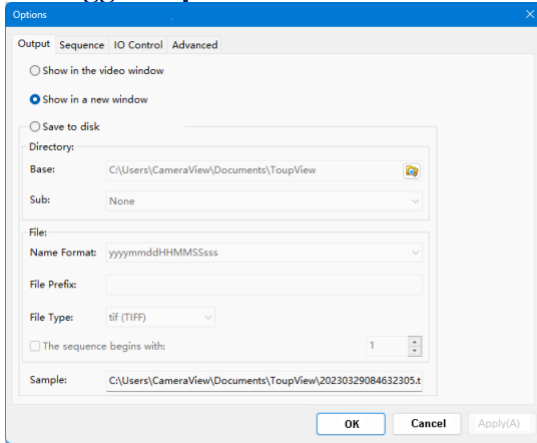 Options
Output Sequence IO Control Advanced
Show in the video window
Show in a new window
Save to disk
Directory:
Base: C:\Users\CameraView\Documents\ToupView
Sub: None
File:
Name Format: yyyymmddHHMMSSsss
File Prefix:
File Type: tif (TIFF)
The sequence begins with: 1
Sample: C:\Users\CameraView\Documents\ToupView\20230329084632305.t
OK Cancel Apply(A)